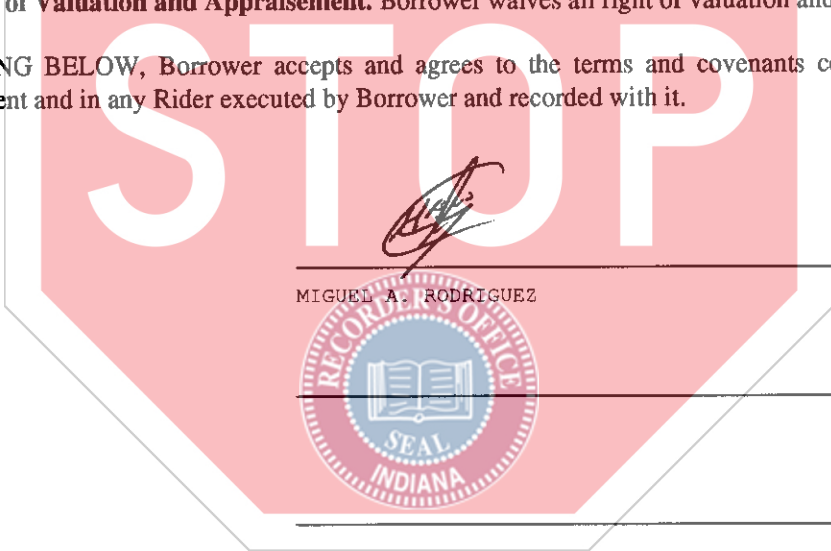 of Valuation and Appraisement. Borrower waives all right of valuation and
NG BELOW, Borrower accepts and agrees to the terms and covenants
ent and in any Rider executed by Borrower and recorded with it.
STOP
MIGUEL A. RODRIGUEZ
RECORDER'S OFFICE
SEAL
INDIANA